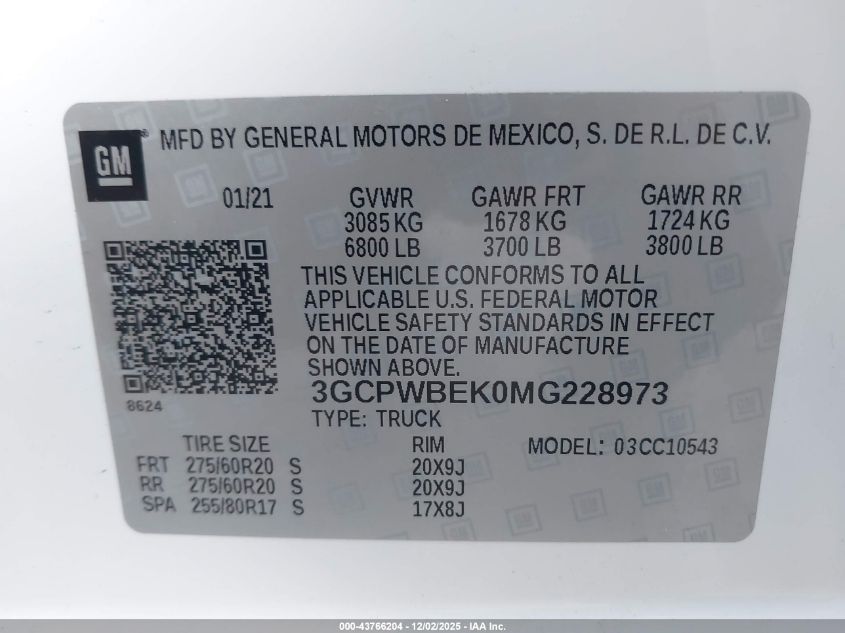 GM
MFD BY GENERAL MOTORS DE MEXICO, S. DE R.L. DE C.V.
01/21 GVWR GAWR FRT GAWR RR
3085 KG 1678 KG 1724 KG
6800 LB 3700 LB 3800 LB
THIS VEHICLE CONFORMS TO ALL
APPLICABLE U.S. FEDERAL MOTOR
VEHICLE SAFETY STANDARDS IN EFFECT
ON THE DATE OF MANUFACTURE
SHOWN ABOVE.
3GCPWBEK0MG228973
8624
TYPE: TRUCK
TIRE SIZE RIM MODEL: 03CC10543
FRT 275/60R20 S 20X9J
RR 275/60R20 S 20X9J
SPA 255/80R17 S 17X8J
000-43766204 - 12/02/2025 - IAA Inc.